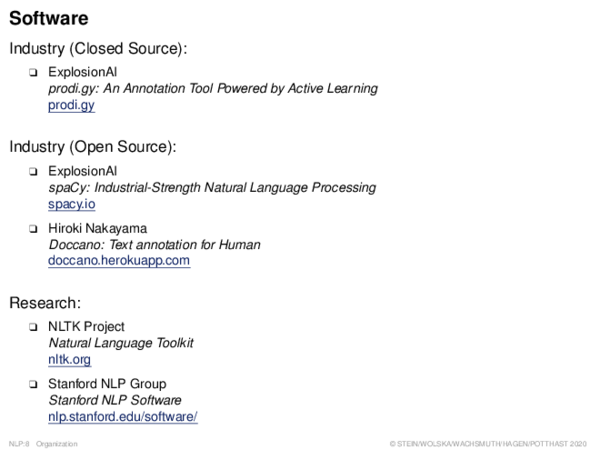 Software
Industry (Closed Source):
❑ ExplosionAI
prodi.gy: An Annotation Tool Powered by Active Learning
prodi.gy
Industry (Open Source):
❑ ExplosionAI
spaCy: Industrial-Strength Natural Language Processing
spacy.io
❑ Hiroki Nakayama
Doccano: Text annotation for Human
doccano.herokuapp.com
Research:
❑ NLTK Project
Natural Language Toolkit
nltk.org
❑ Stanford NLP Group
Stanford NLP Software
nlp.stanford.edu/software/
NLP:8 Organization © STEIN/WOLSKA/WACHSMUTH/HAGEN/POTTHAST 2020